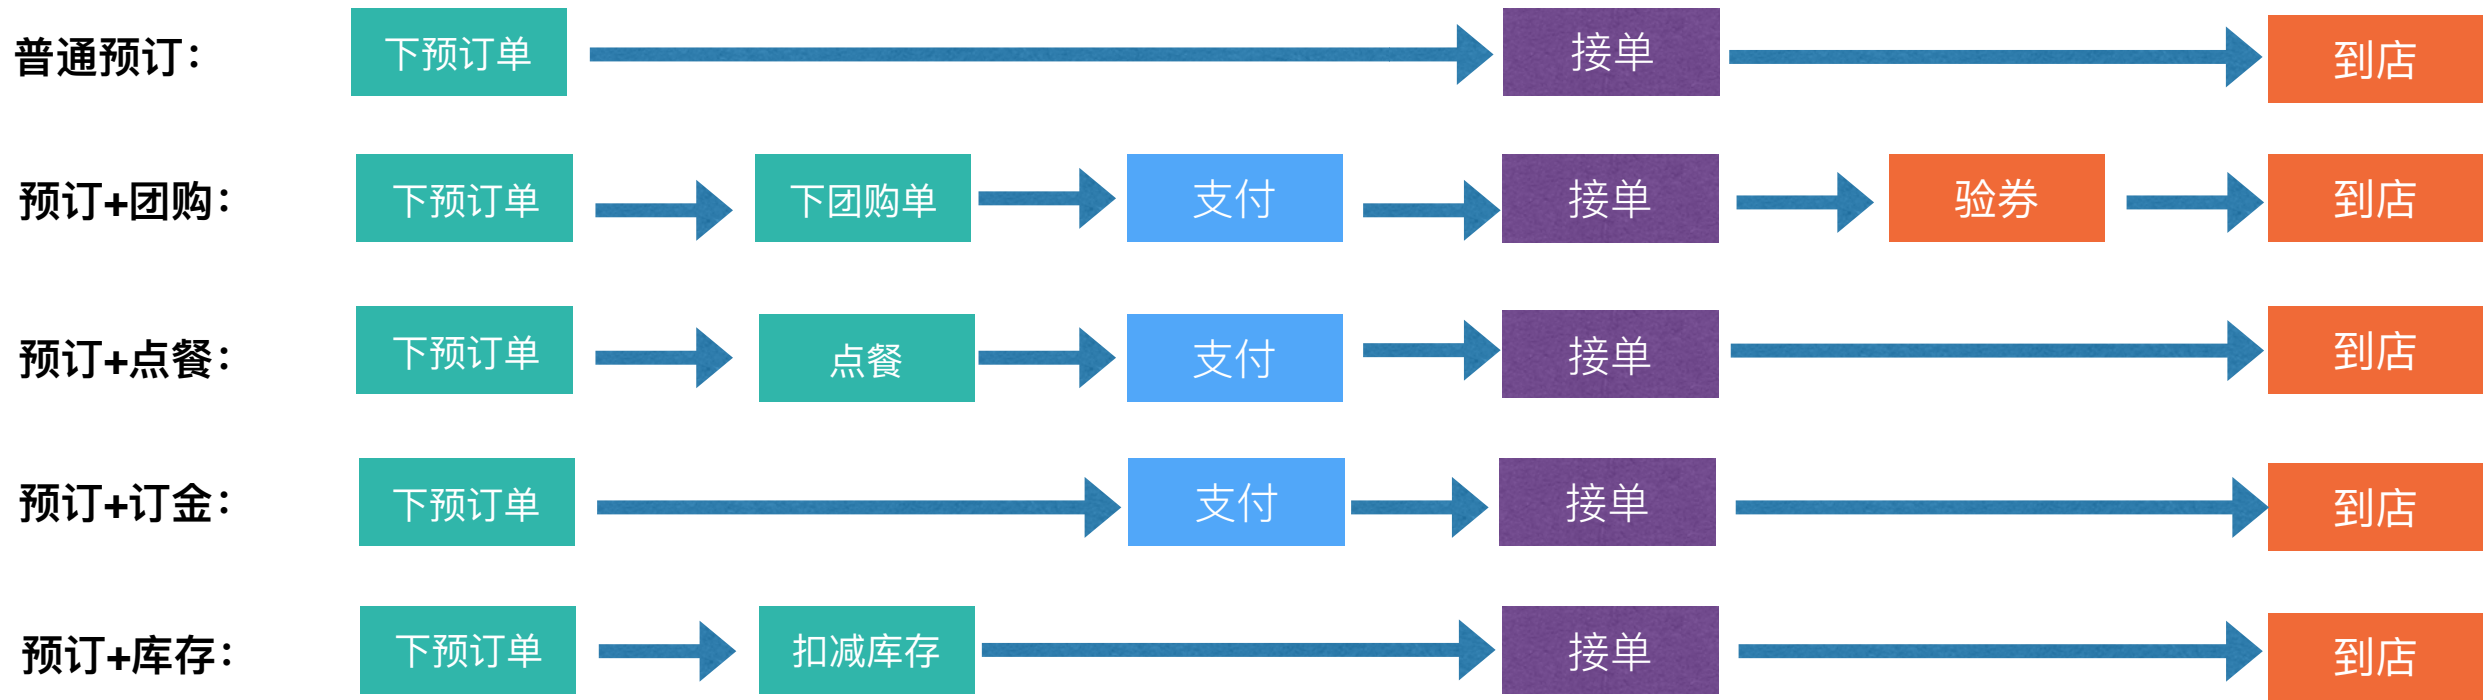 普通预订： 下预订单 接单 到店
预订+团购： 下预订单 下团购单 支付 接单 验券 到店
预订+点餐： 下预订单 点餐 支付 接单 到店
预订+订金： 下预订单 支付 接单 到店
预订+库存： 下预订单 扣减库存 接单 到店